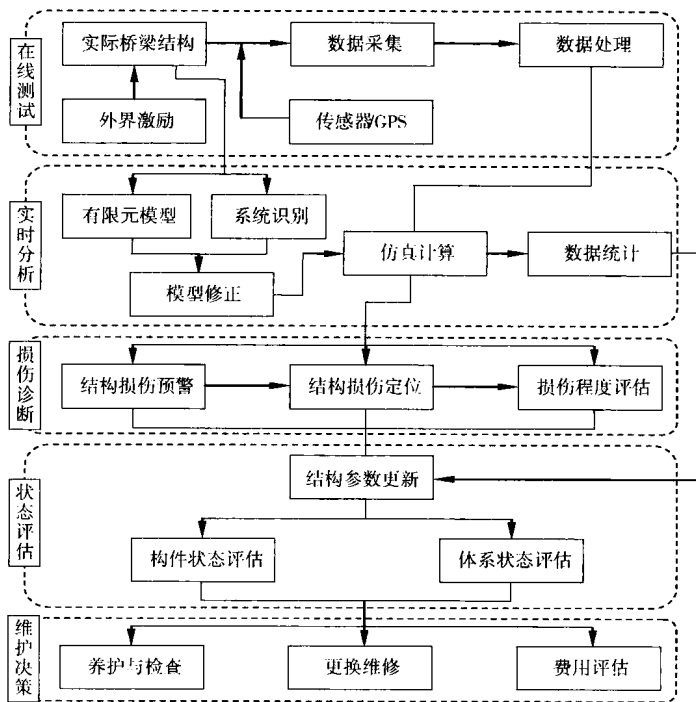 在线测试
实际桥梁结构
数据采集
数据处理
外界激励
传感器/GPS
实时分析
有限元模型
系统识别
仿真计算
数据统计
模型修正
损伤诊断
结构损伤预警
结构损伤定位
损伤程度评估
状态评估
结构参数更新
构件状态评估
体系状态评估
维护决策
养护与检查
更换维修
费用评估